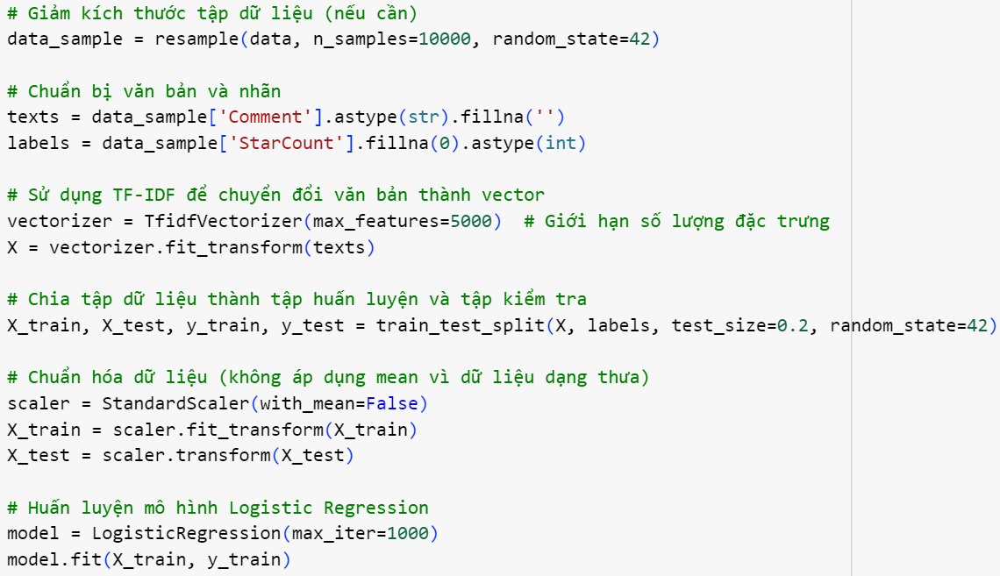 # Giảm kích thước tập dữ liệu (nếu cần)
data_sample = resample(data, n_samples=10000, random_state=42)
# Chuẩn bị văn bản và nhãn
texts = data_sample['Comment'].astype(str).fillna('')
labels = data_sample['StarCount'].fillna(0).astype(int)
# Sử dụng TF-IDF để chuyển đổi văn bản thành vector
vectorizer = TfidfVectorizer(max_features=5000)  # Giới hạn số lượng đặc trưng
X = vectorizer.fit_transform(texts)
# Chia tập dữ liệu thành tập huấn luyện và tập kiểm tra
X_train, X_test, y_train, y_test = train_test_split(X, labels, test_size=0.2, random_state=42)
# Chuẩn hóa dữ liệu (không áp dụng mean vì dữ liệu dạng thưa)
scaler = StandardScaler(with_mean=False)
X_train = scaler.fit_transform(X_train)
X_test = scaler.transform(X_test)
# Huấn luyện mô hình Logistic Regression
model = LogisticRegression(max_iter=1000)
model.fit(X_train, y_train)